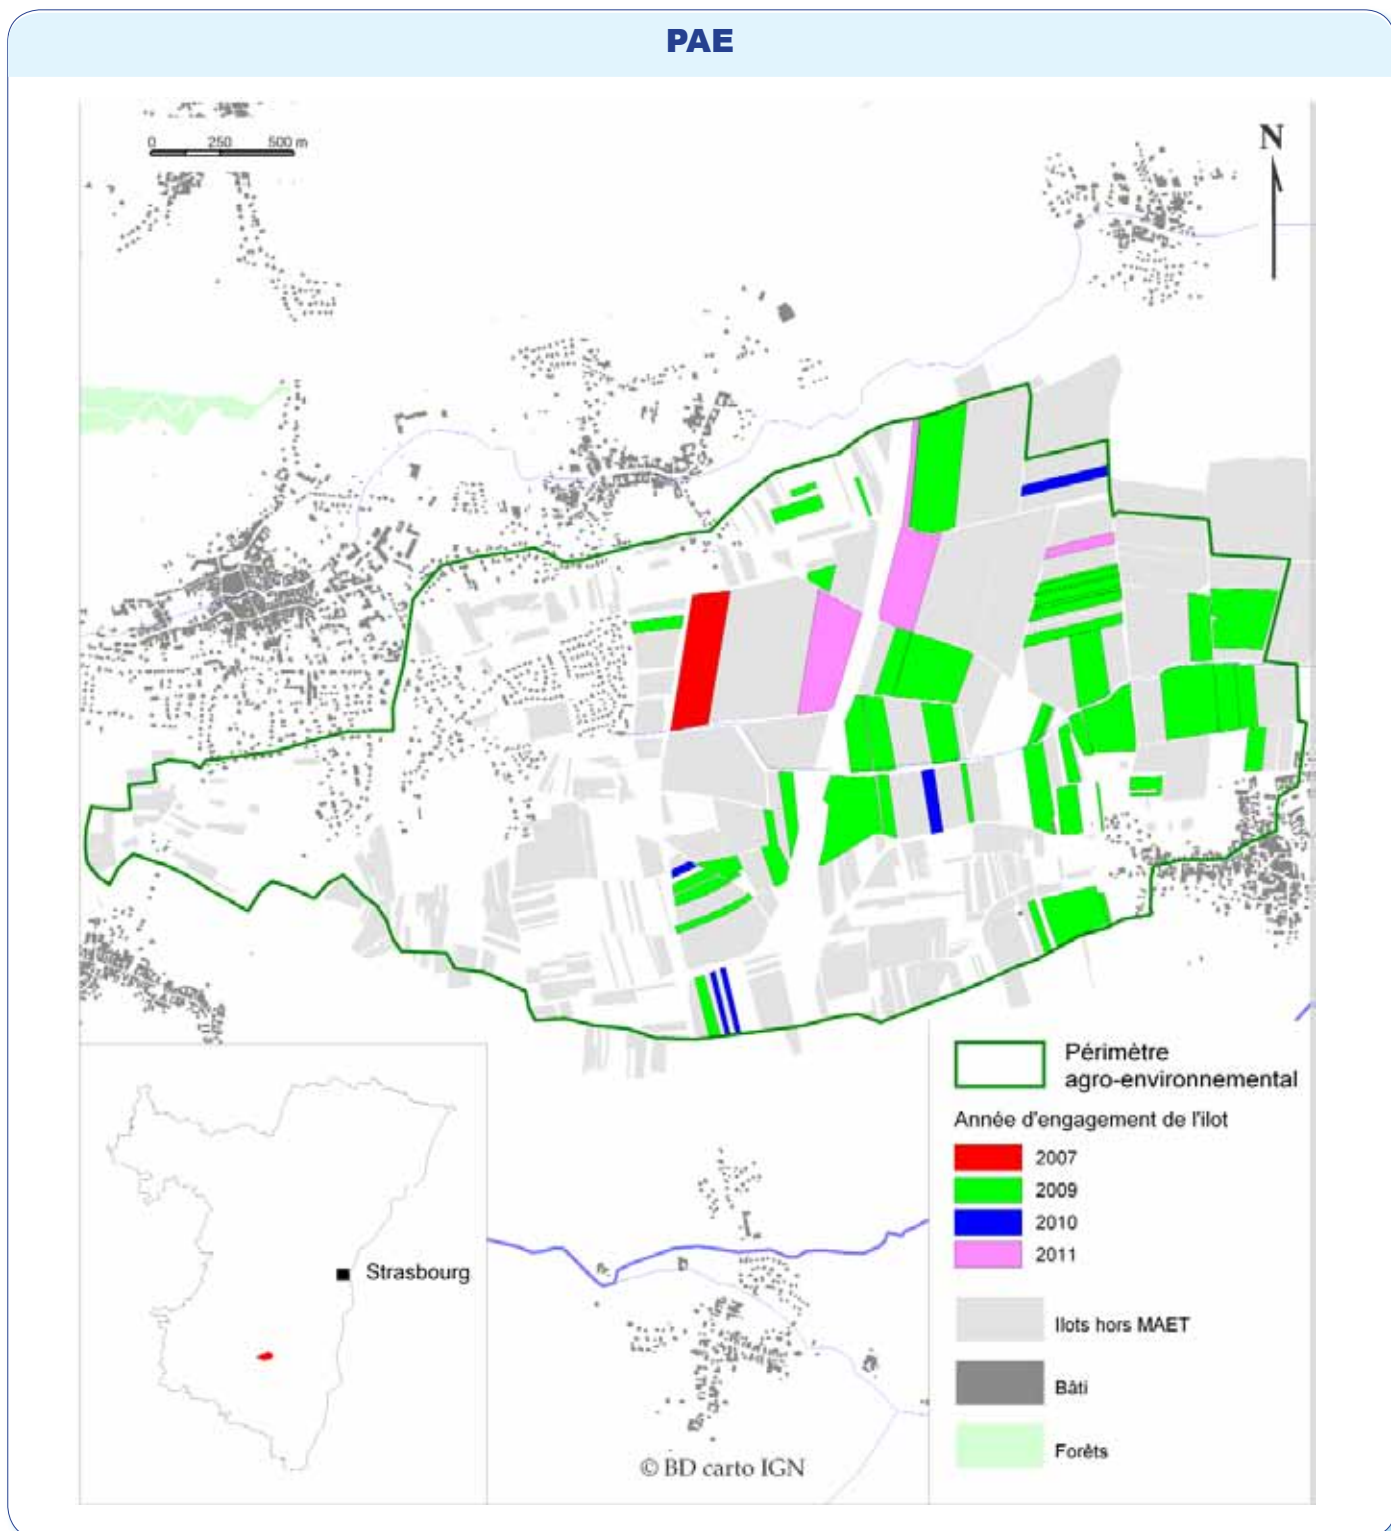 PAE
0 250 500 m
N
Périmètre
agro-environnemental
Année d'engagement de l'ilot
2007
2009
2010
2011
Ilots hors MAET
Bâti
Forêts
Strasbourg
© BD carto IGN